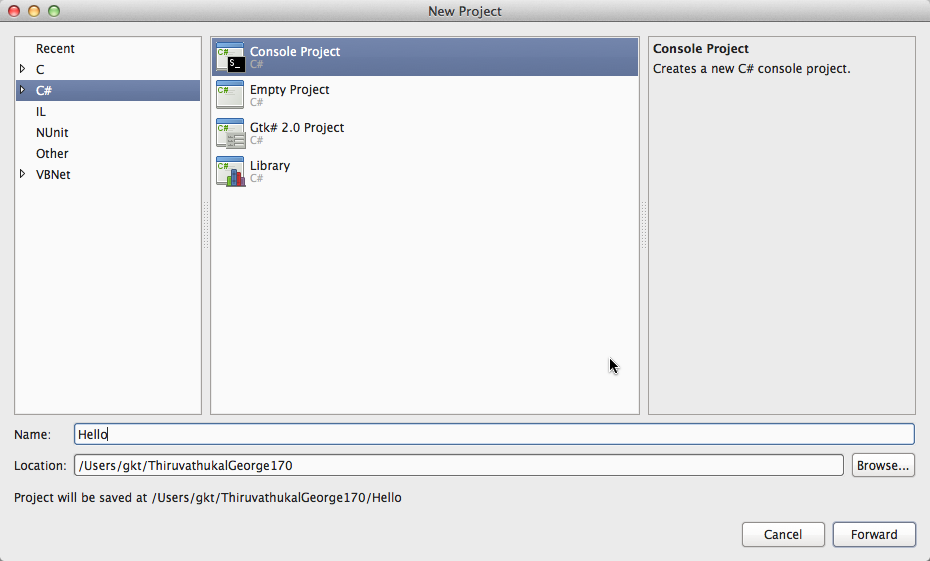 New Project
Recent
C
C#
IL
NUnit
Other
VBNet
C#
$_
Console Project
C#
C#
Empty Project
C#
C#
Gtk# 2.0 Project
C#
C#
Library
C#
Console Project
Creates a new C# console project.
Name: Hello
Location: /Users/gkt/ThiruvathukalGeorge170 Browse...
Project will be saved at /Users/gkt/ThiruvathukalGeorge170/Hello
Cancel Forward